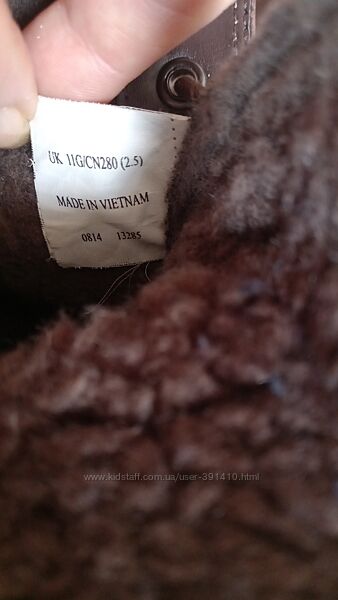 UK 11G/CN280 (2.5)
MADE IN VIETNAM
0814 13285
www.kidstaff.com.ua/user-391410.html